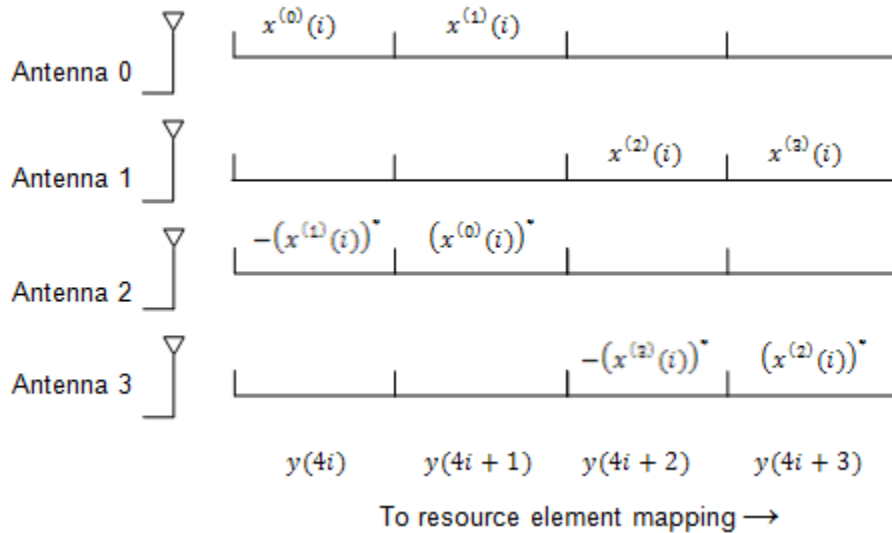 x⁽⁰⁾(i) x⁽¹⁾(i)
Antenna 0
x⁽²⁾(i) x⁽³⁾(i)
Antenna 1
−(x⁽¹⁾(i))* (x⁽⁰⁾(i))*
Antenna 2
−(x⁽³⁾(i))* (x⁽²⁾(i))*
Antenna 3
y(4i) y(4i + 1) y(4i + 2) y(4i + 3)
To resource element mapping →